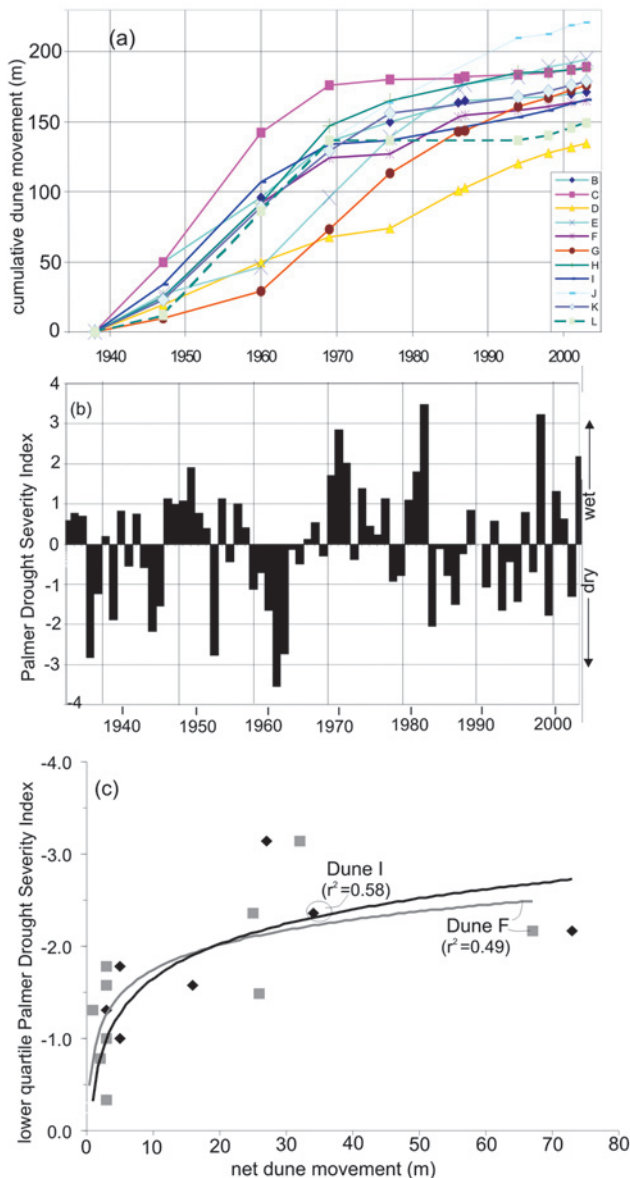 (a)
cumulative dune movement (m)
200
150
100
50
0
B
C
D
E
F
G
H
I
J
K
L
1940 1950 1960 1970 1980 1990 2000
(b)
Palmer Drought Severity Index
4
3
2
1
0
-1
-2
-3
-4
wet
dry
1940 1950 1960 1970 1980 1990 2000
(c)
lower quartile Palmer Drought Severity Index
-4.0
-3.0
-2.0
-1.0
0.0
Dune I
(r²=0.58)
Dune F
(r²=0.49)
0 10 20 30 40 50 60 70 80
net dune movement (m)